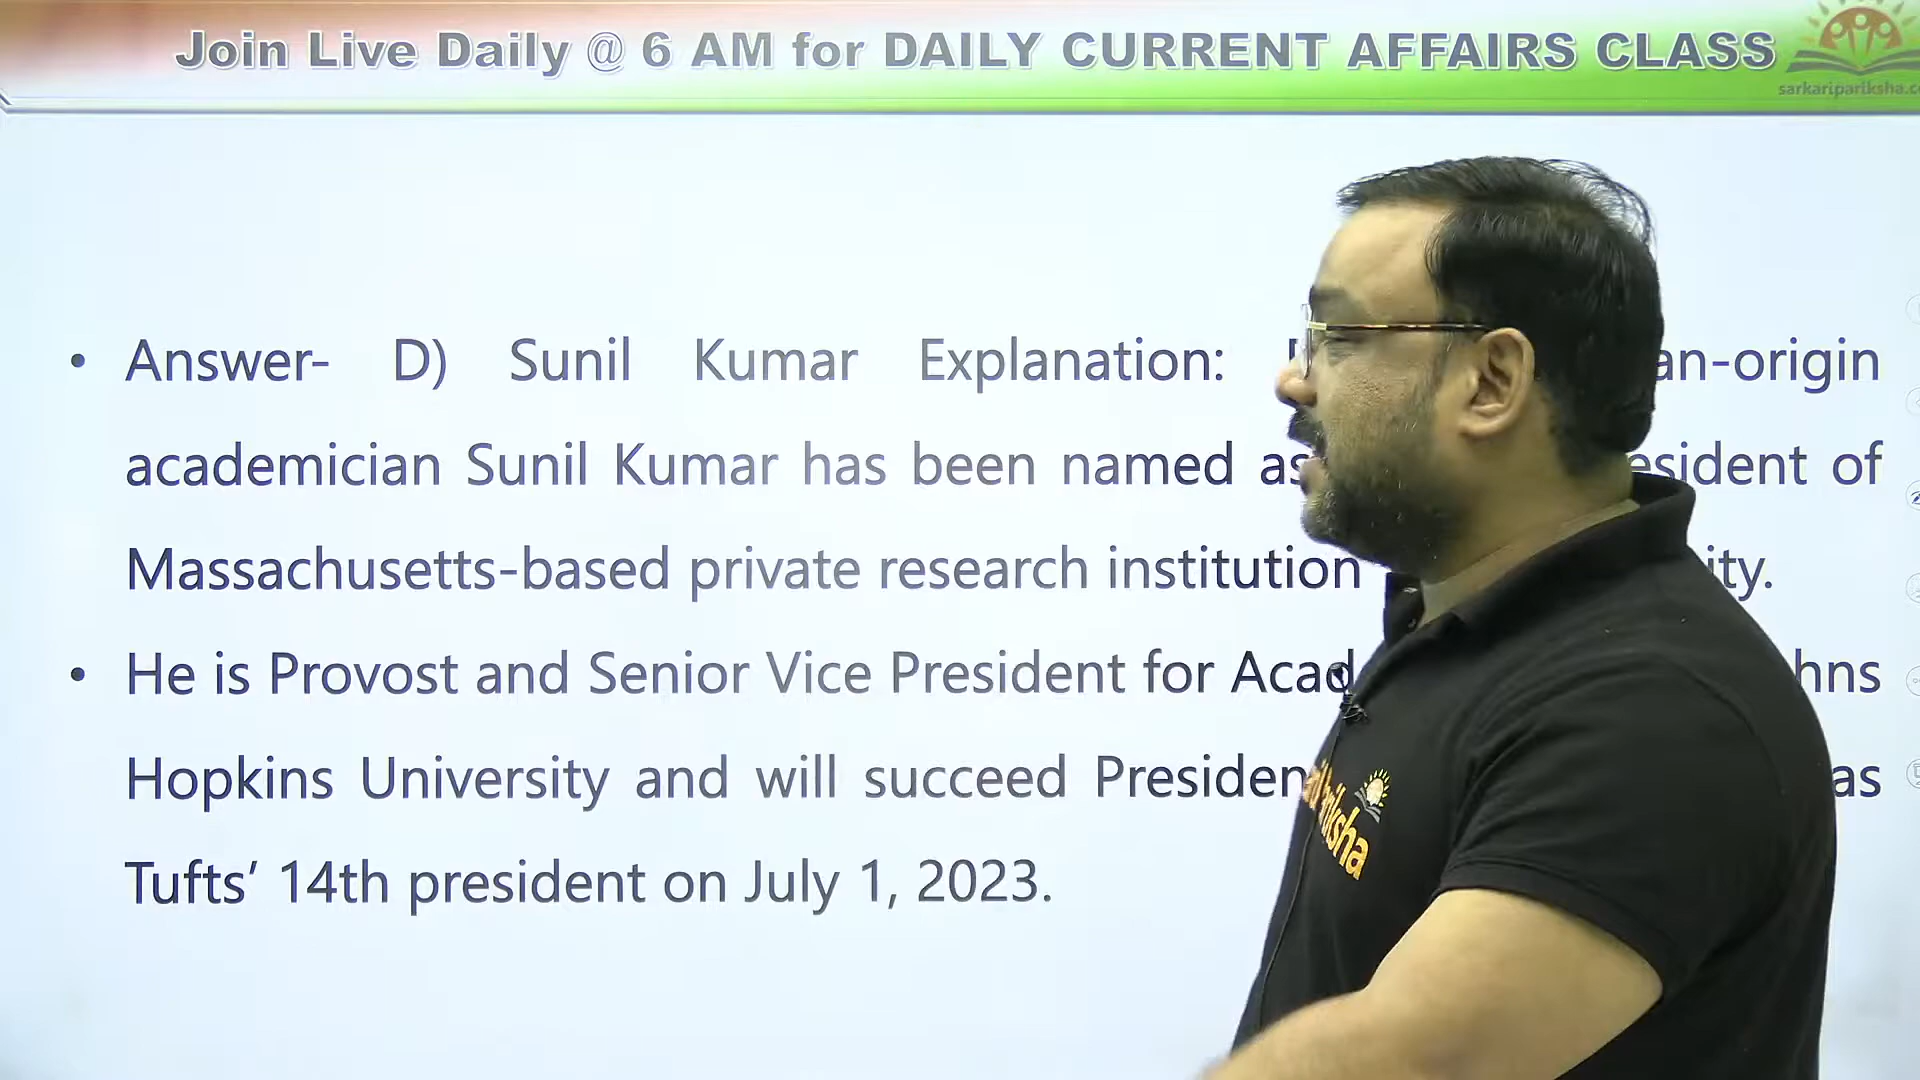 Join Live Daily @ 6 AM for DAILY CURRENT AFFAIRS CLASS
• Answer- D) Sunil Kumar Explanation: an-origin
academician Sunil Kumar has been named as esident of
Massachusetts-based private research institution ity.
• He is Provost and Senior Vice President for Acad hns
Hopkins University and will succeed Presiden as
Tufts’ 14th president on July 1, 2023.
iksha